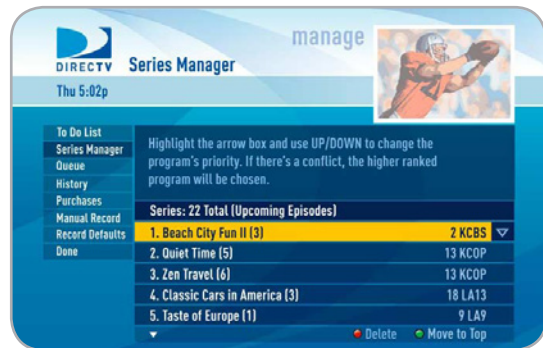 manage
DIRECTV Series Manager
Thu 5:02p
To Do List
Series Manager
Queue
History
Purchases
Manual Record
Record Defaults
Done
Highlight the arrow box and use UP/DOWN to change the
program's priority. If there's a conflict, the higher ranked
program will be chosen.
Series: 22 Total (Upcoming Episodes)
1. Beach City Fun II (3) 2 KCBS
2. Quiet Time (5) 13 KCOP
3. Zen Travel (6) 13 KCOP
4. Classic Cars in America (3) 18 LA13
5. Taste of Europe (1) 9 LA9
Delete Move to Top